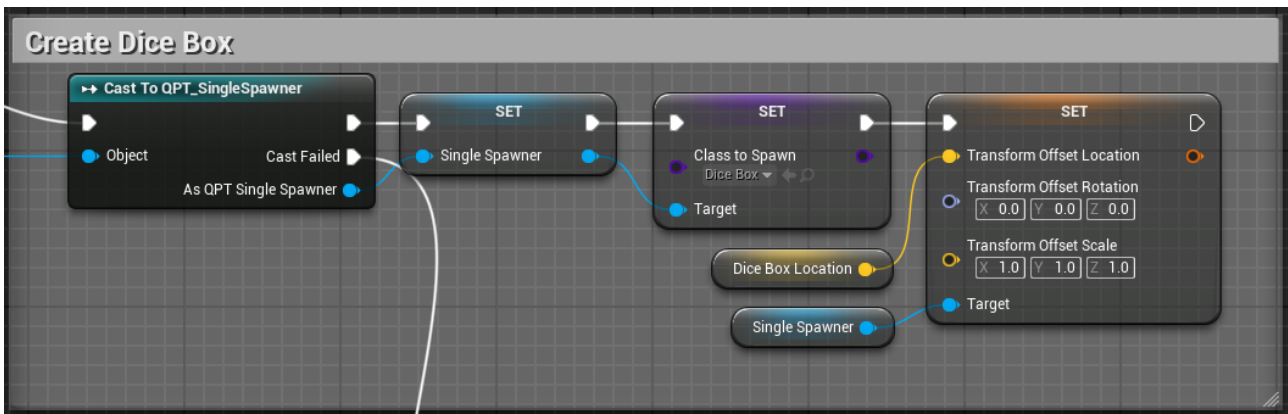 Create Dice Box
Cast To QPT_SingleSpawner
Object
Cast Failed
As QPT Single Spawner
SET
Single Spawner
SET
Class to Spawn
Dice Box
Target
Dice Box Location
Single Spawner
SET
Transform Offset Location
Transform Offset Rotation
X 0.0 Y 0.0 Z 0.0
Transform Offset Scale
X 1.0 Y 1.0 Z 1.0
Target